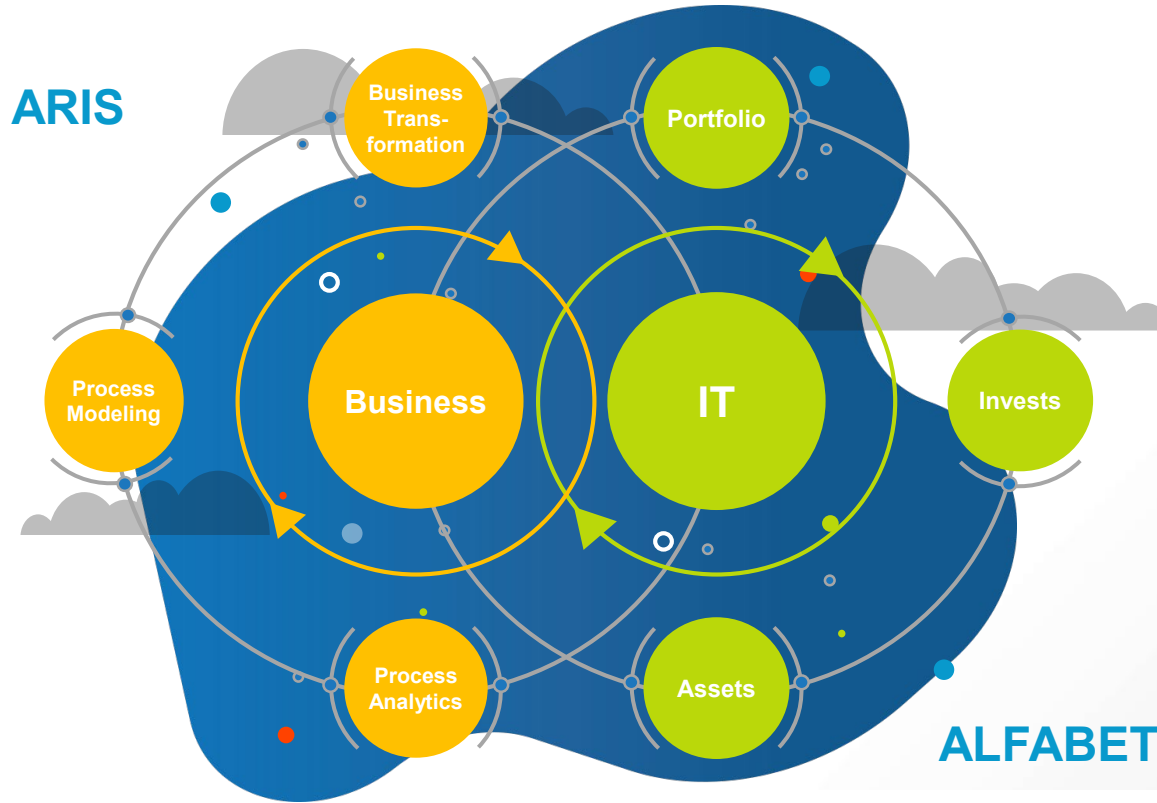 ARIS
Business
Trans-
formation
Portfolio
Process
Modeling
Business
IT
Invests
Process
Analytics
Assets
ALFABET